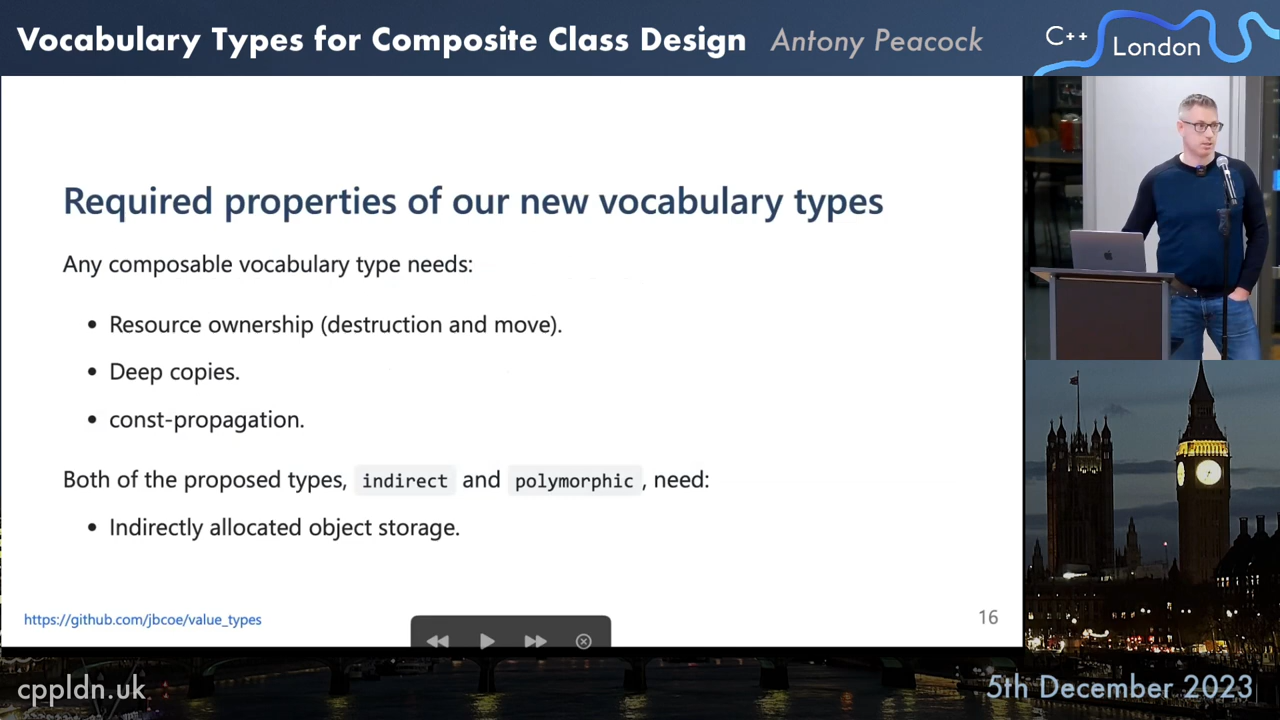 Vocabulary Types for Composite Class Design Antony Peacock
C++
London
Required properties of our new vocabulary types
Any composable vocabulary type needs:
• Resource ownership (destruction and move).
• Deep copies.
• const-propagation.
Both of the proposed types, indirect and polymorphic, need:
• Indirectly allocated object storage.
https://github.com/jbcoe/value_types
16
cppldn.uk
5th December 2023